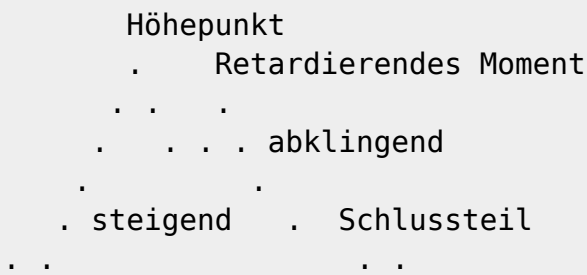 Höhepunkt
. Retardierendes Moment
. . .
. . . . abklingend
. .
. steigend . Schlussteil
. . . .